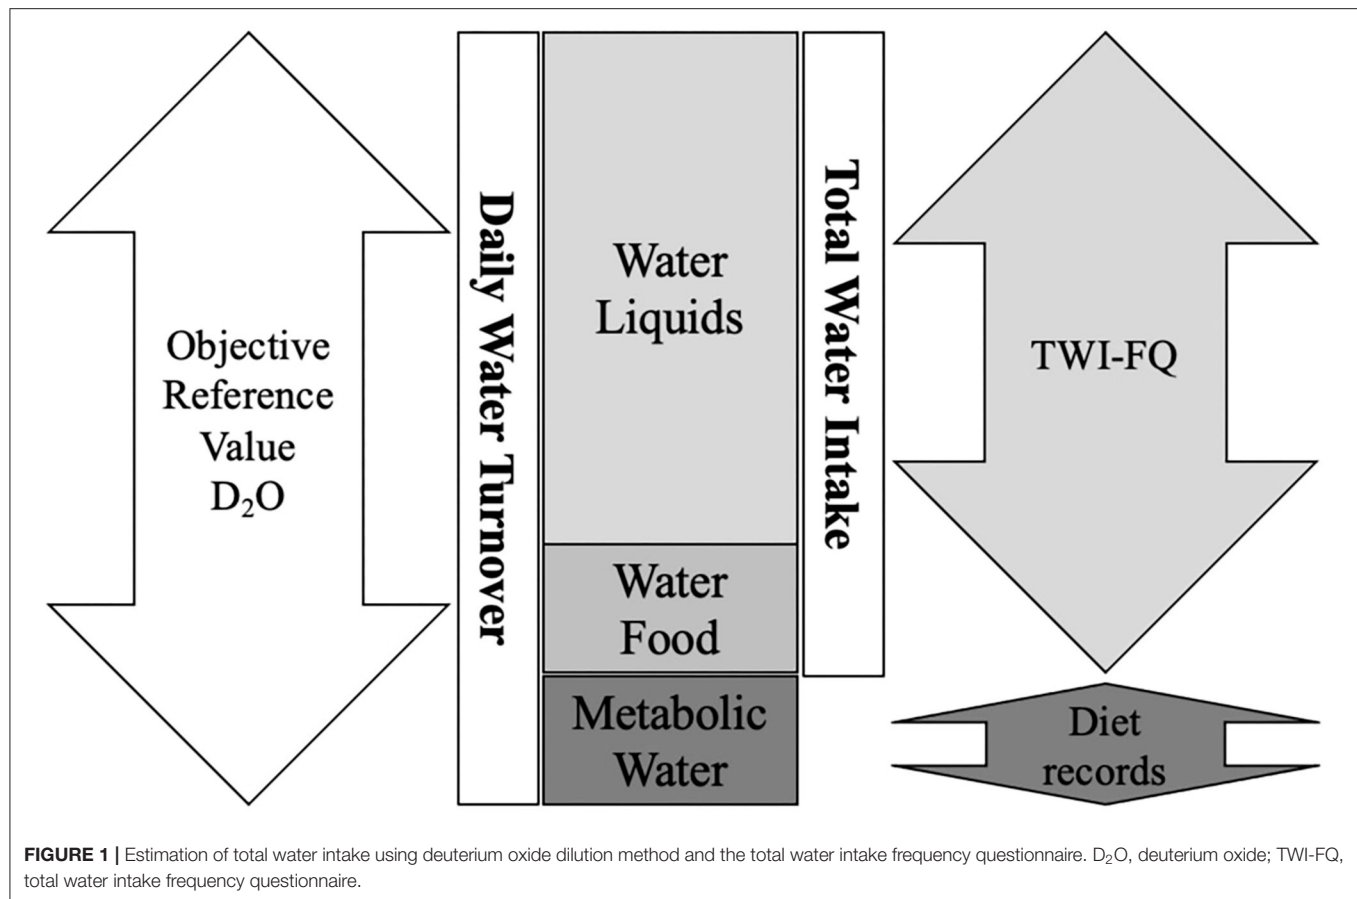 Objective
Reference
Value
D₂O
Daily Water Turnover
Water
Liquids
Water
Food
Metabolic
Water
Total Water Intake
TWI-FQ
Diet
records
FIGURE 1 | Estimation of total water intake using deuterium oxide dilution method and the total water intake frequency questionnaire. D₂O, deuterium oxide; TWI-FQ,
total water intake frequency questionnaire.